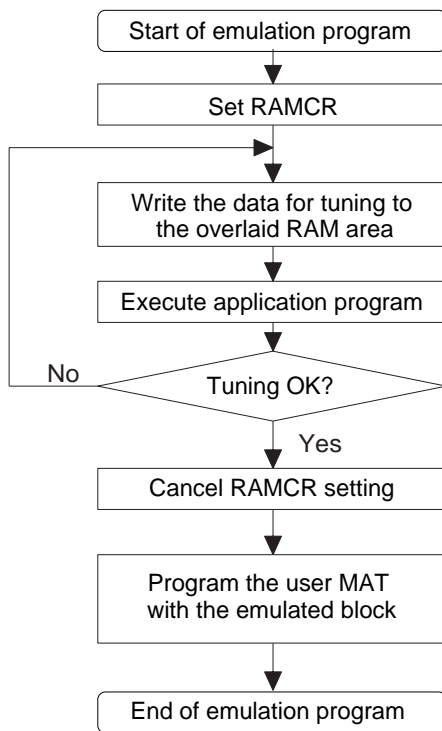 Start of emulation program
Set RAMCR
Write the data for tuning to
the overlaid RAM area
Execute application program
No
Tuning OK?
Yes
Cancel RAMCR setting
Program the user MAT
with the emulated block
End of emulation program